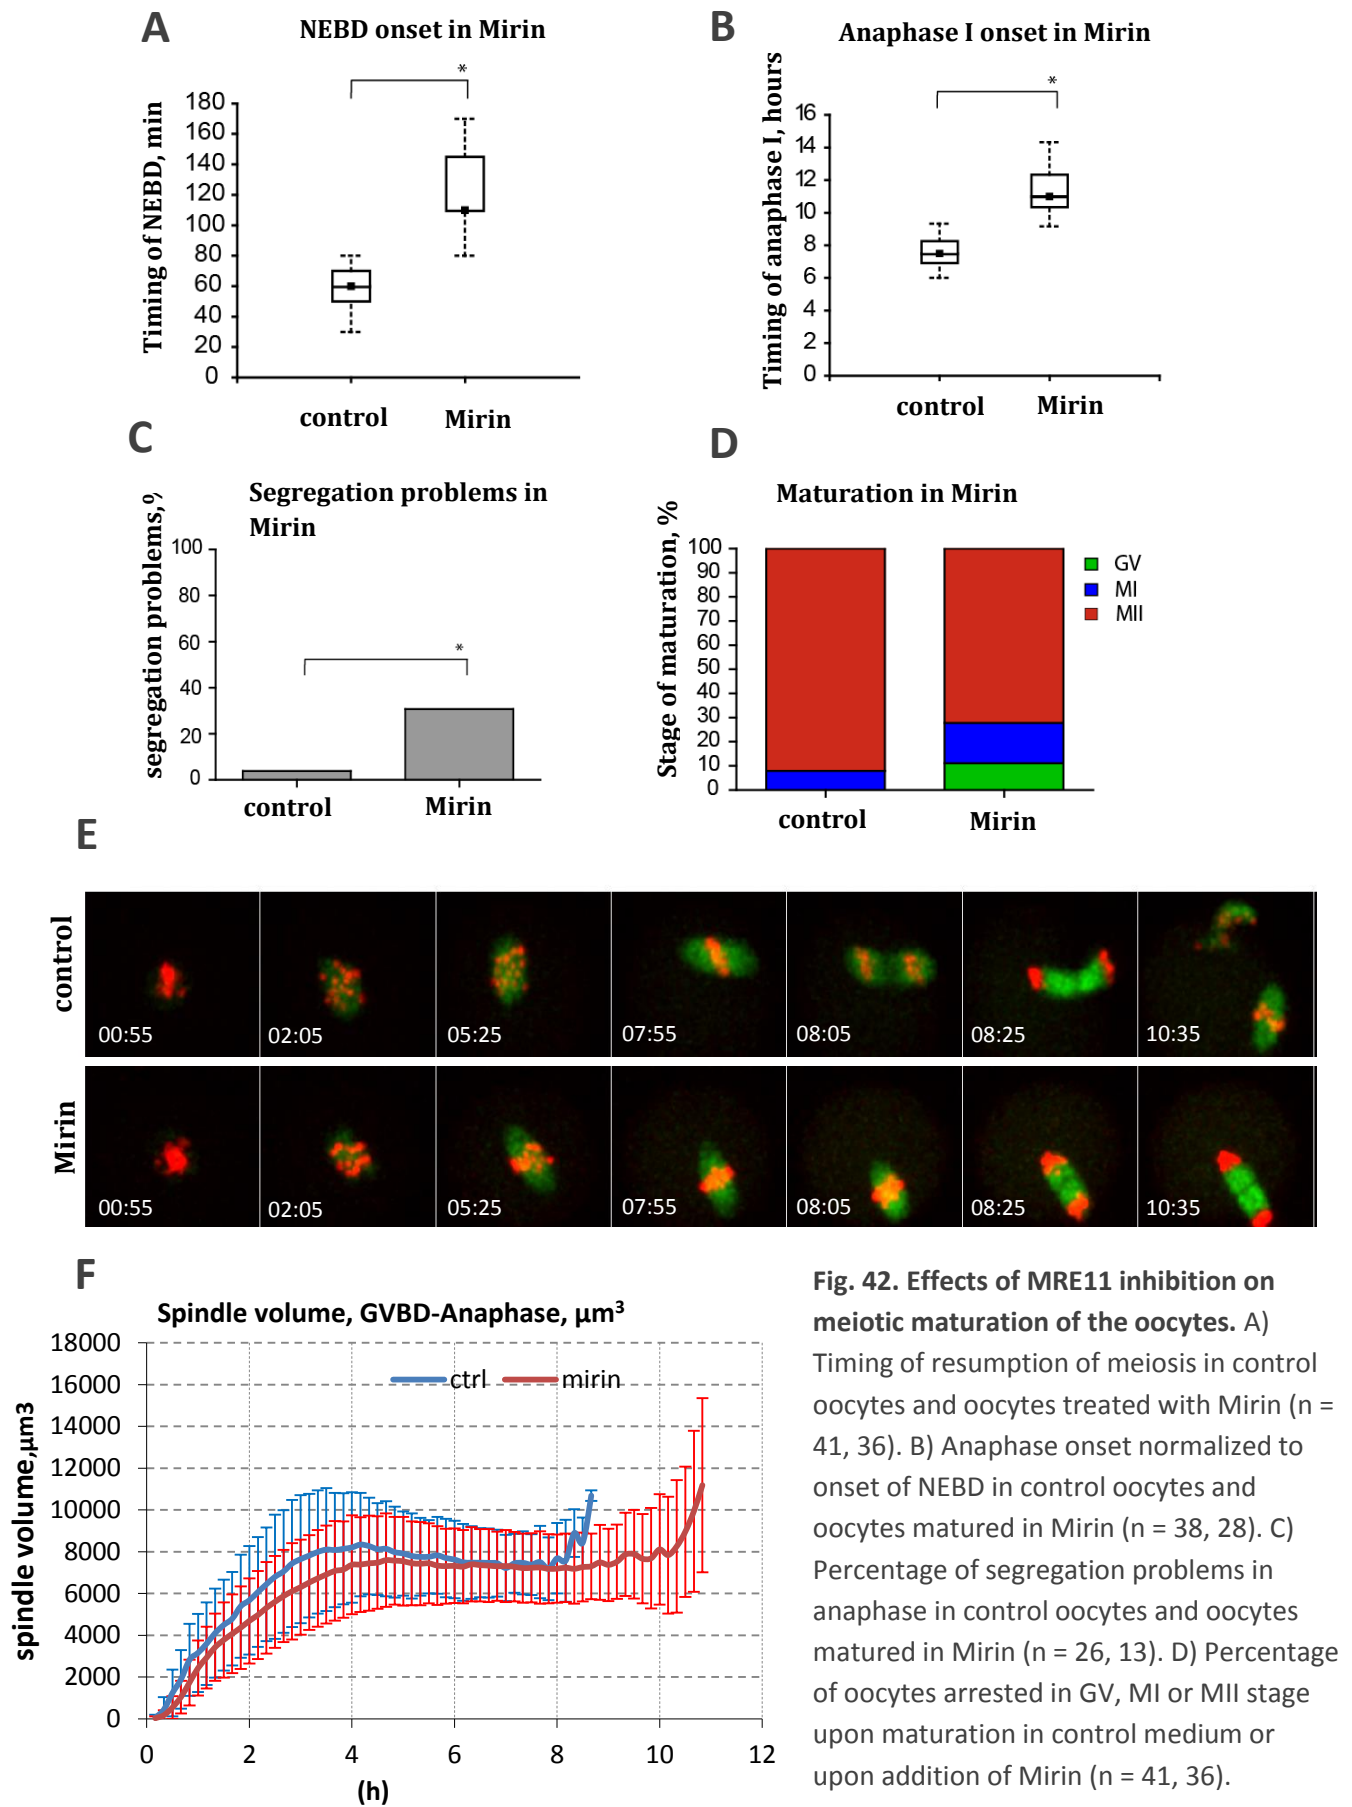 A
NEBD onset in Mirin
*
Timing of NEBD, min
180
160
140
120
100
80
60
40
20
0
control
Mirin
B
Anaphase I onset in Mirin
*
Timing of anaphase I, hours
16
14
12
10
8
6
4
2
0
control
Mirin
C
Segregation problems in
Mirin
segregation problems,%
100
80
60
40
20
0
*
control
Mirin
D
Maturation in Mirin
Stage of maturation, %
100
90
80
70
60
50
40
30
20
10
0
GV
MI
MII
control
Mirin
E
control
00:55
02:05
05:25
07:55
08:05
08:25
10:35
Mirin
00:55
02:05
05:25
07:55
08:05
08:25
10:35
F
Spindle volume, GVBD-Anaphase, µm³
spindle volume,µm3
18000
16000
14000
12000
10000
8000
6000
4000
2000
0
ctrl
mirin
0
2
4
6
8
10
12
(h)
Fig. 42. Effects of MRE11 inhibition on
meiotic maturation of the oocytes. A)
Timing of resumption of meiosis in control
oocytes and oocytes treated with Mirin (n =
41, 36). B) Anaphase onset normalized to
onset of NEBD in control oocytes and
oocytes matured in Mirin (n = 38, 28). C)
Percentage of segregation problems in
anaphase in control oocytes and oocytes
matured in Mirin (n = 26, 13). D) Percentage
of oocytes arrested in GV, MI or MII stage
upon maturation in control medium or
upon addition of Mirin (n = 41, 36).